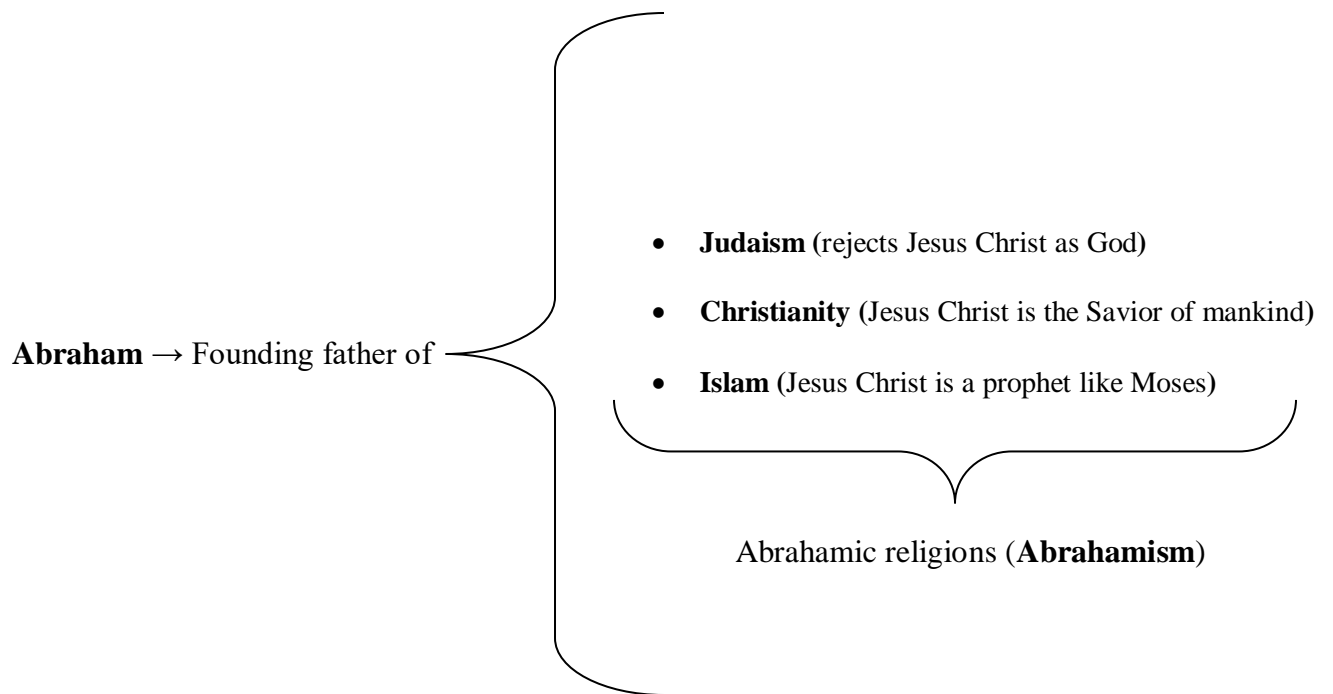 • Judaism (rejects Jesus Christ as God)
• Christianity (Jesus Christ is the Savior of mankind)
Abraham → Founding father of
• Islam (Jesus Christ is a prophet like Moses)
Abrahamic religions (Abrahamism)